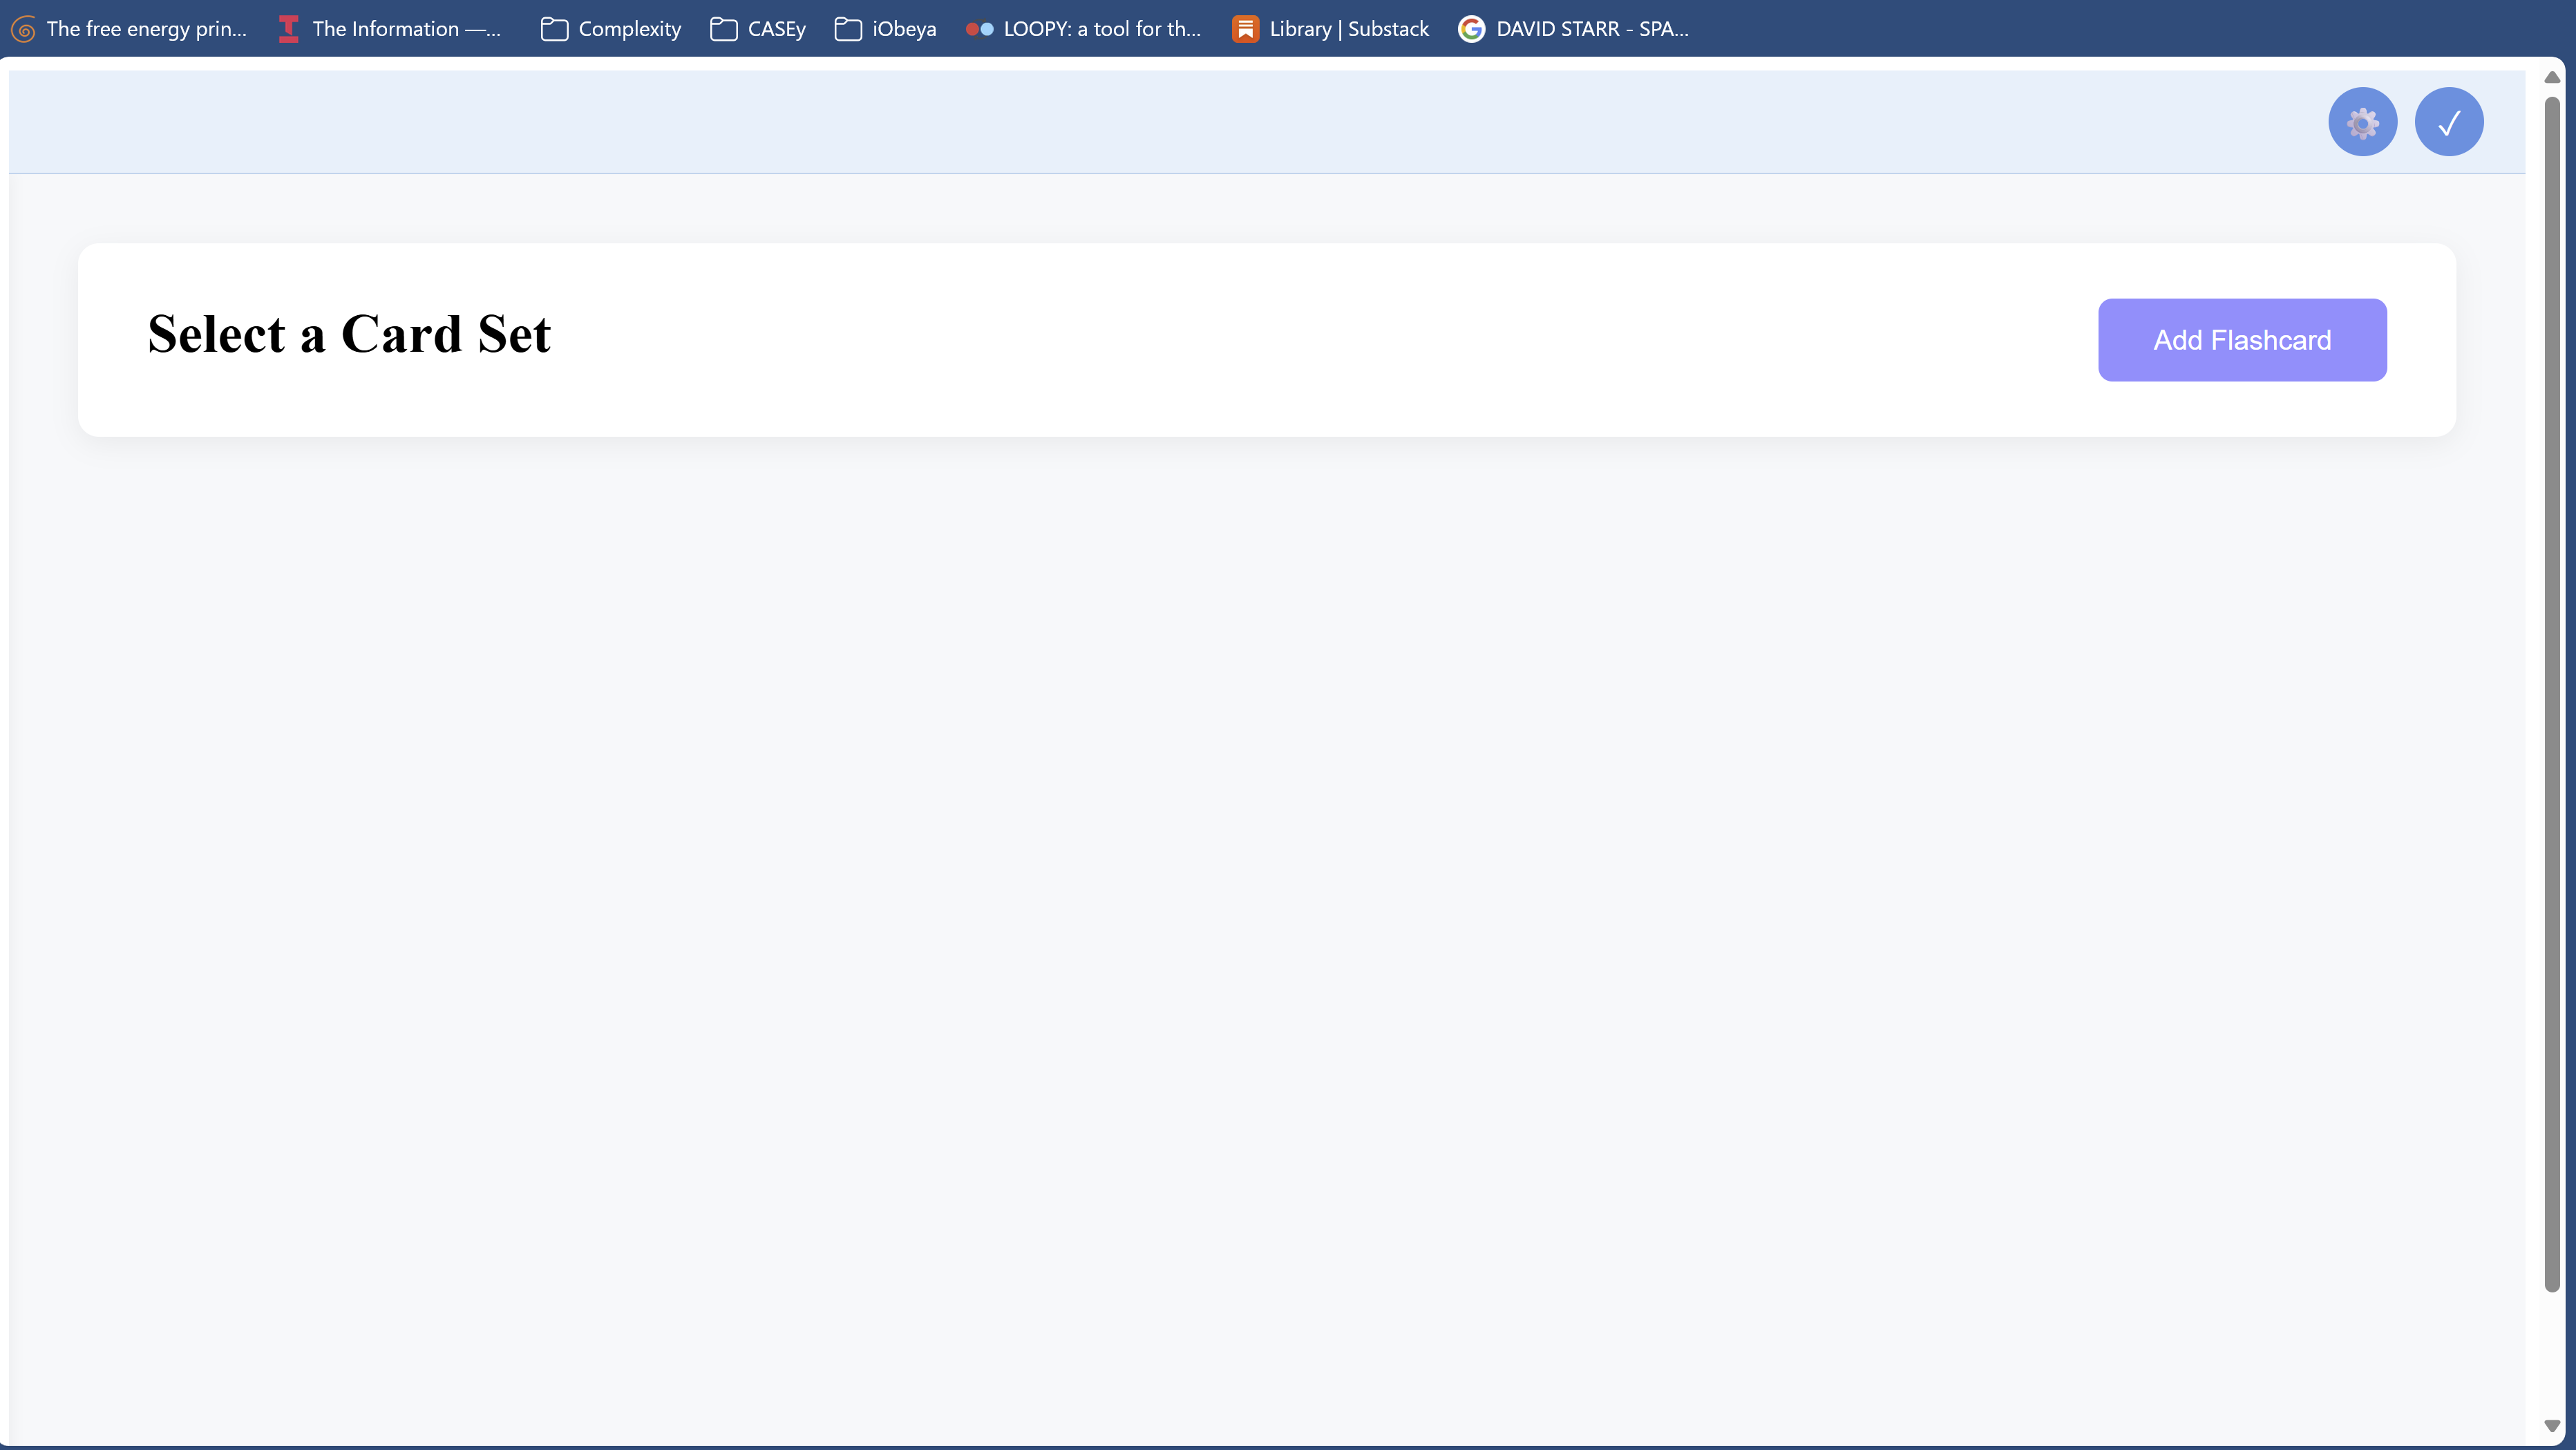 The free energy prin...
The Information —...
Complexity
CASEy
iObeya
LOOPY: a tool for th...
Library | Substack
DAVID STARR - SPA...
Select a Card Set
Add Flashcard